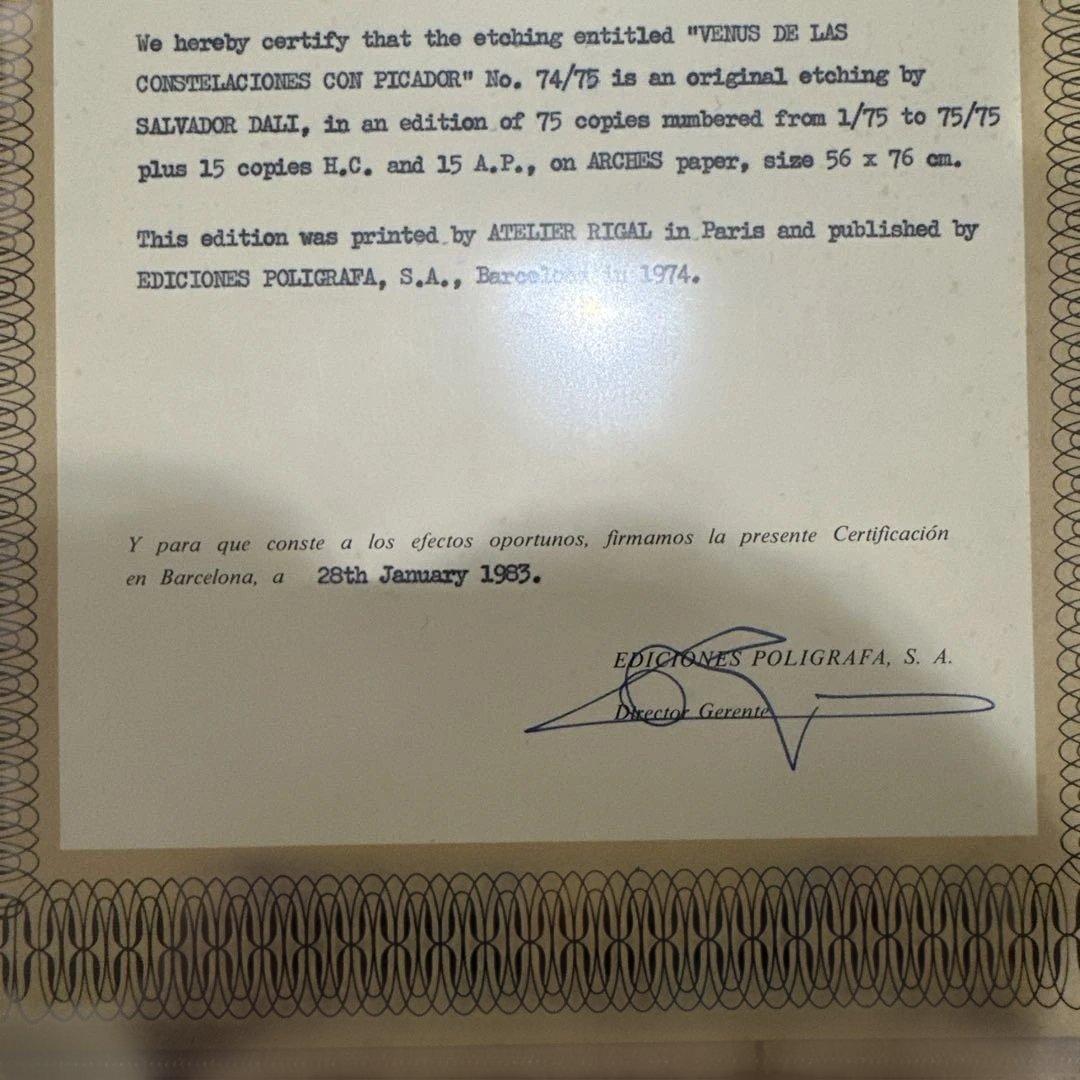 We hereby certify that the etching entitled "VENUS DE LAS
CONSTELACIONES CON PICADOR" No. 74/75 is an original etching by
SALVADOR DALI, in an edition of 75 copies numbered from 1/75 to 75/75
plus 15 copies H.C. and 15 A.P., on ARCHES paper, size 56 x 76 cm.
This edition was printed by ATELIER RIGAL in Paris and published by
EDICIONES POLIGRAFA, S.A., Barcelona in 1974.
Y para que conste a los efectos oportunos, firmamos la presente Certificación
en Barcelona, a 28th January 1983.
EDICIONES POLIGRAFA, S. A.
Director Gerente